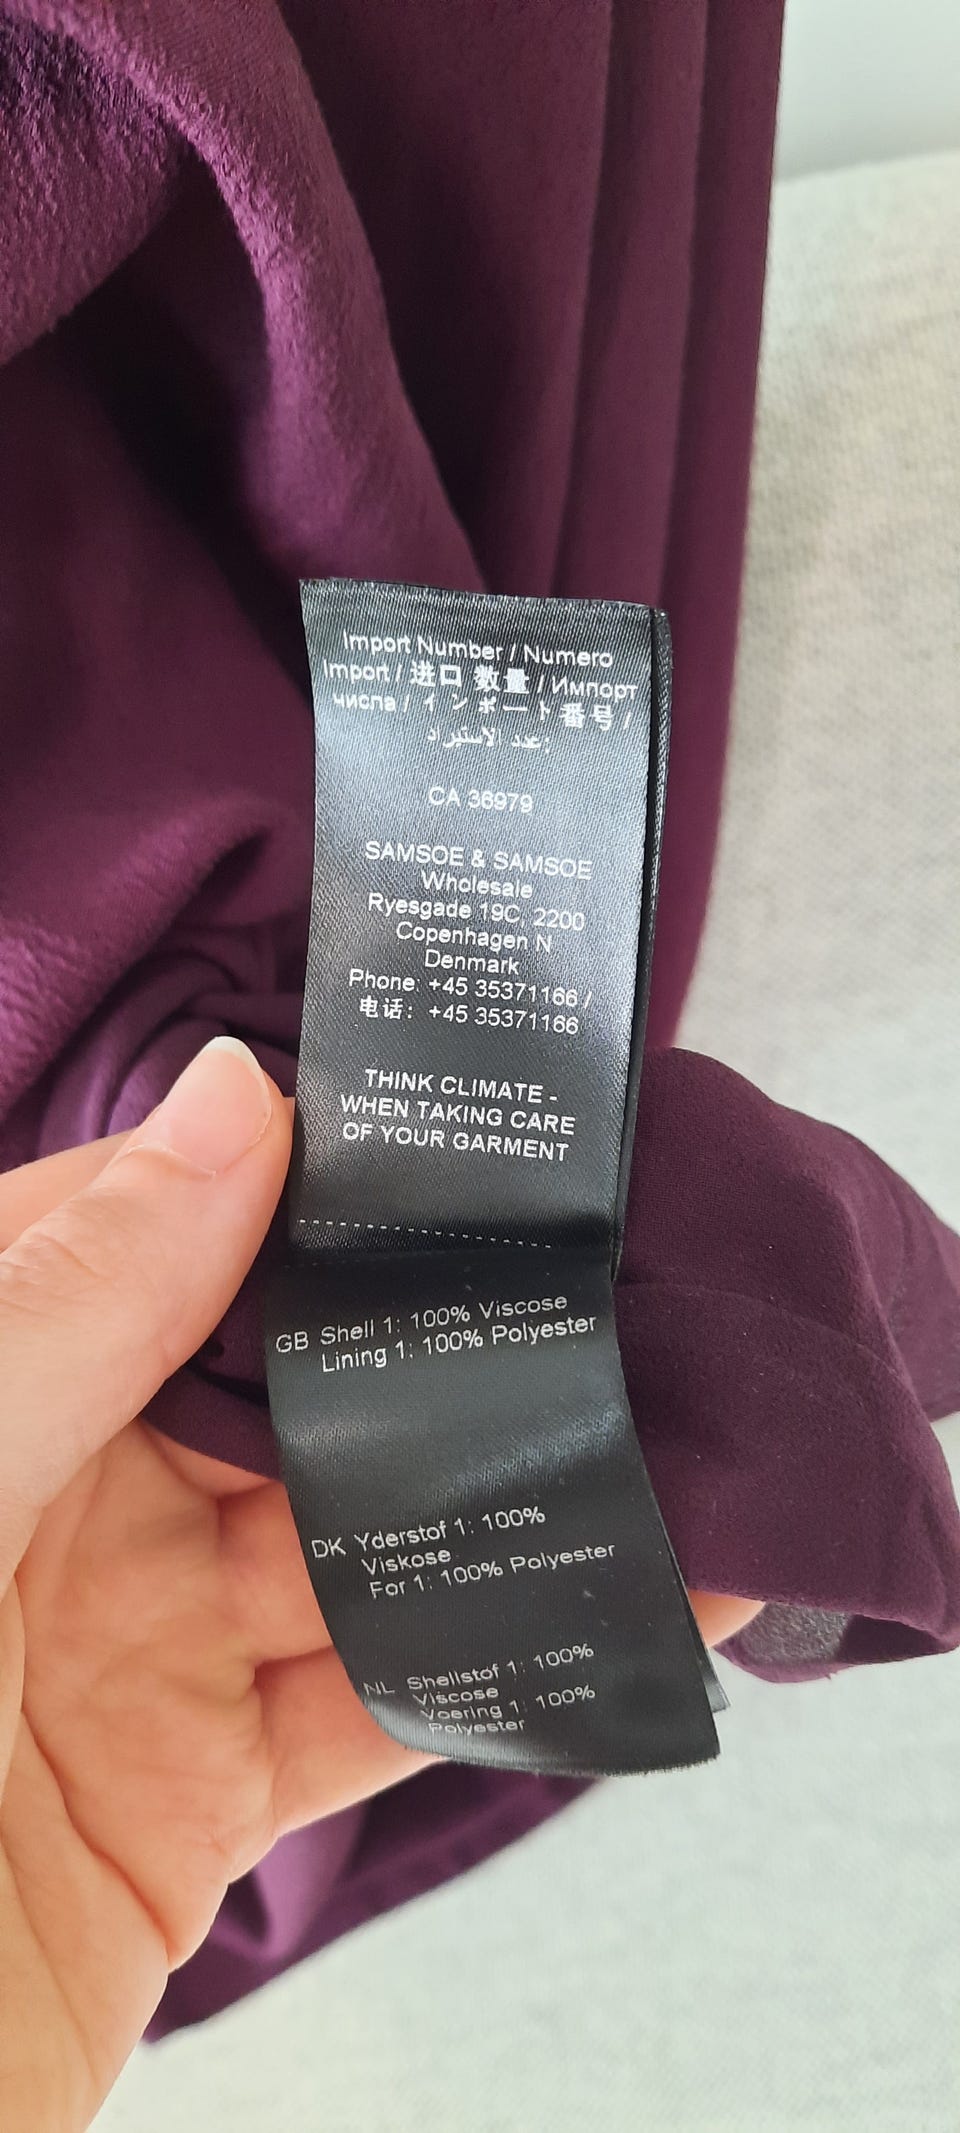 Import Number / Numero
Import / 进口 数量 / Импорт
числа / インポート番号 /
عدد الاستيراد:
CA 36979
SAMSOE & SAMSOE
Wholesale
Ryesgade 19C, 2200
Copenhagen N
Denmark
Phone: +45 35371166 /
电话: +45 35371166
THINK CLIMATE -
WHEN TAKING CARE
OF YOUR GARMENT
GB Shell 1: 100% Viscose
Lining 1: 100% Polyester
DK Yderstof 1: 100%
Viskose
For 1: 100% Polyester
NL Shellstof 1: 100%
Viscose
Voering 1: 100%
Polyester